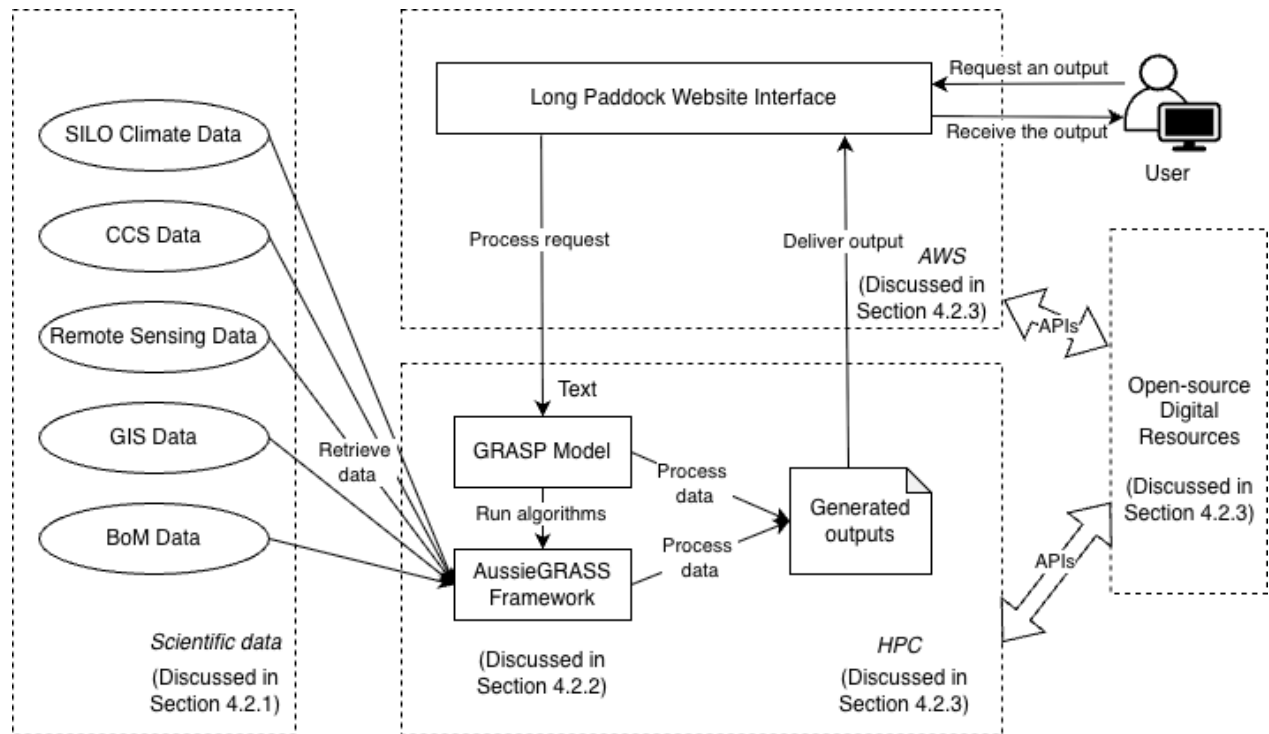 SILO Climate Data
CCS Data
Remote Sensing Data
GIS Data
BoM Data
Retrieve
data
Scientific data
(Discussed in
Section 4.2.1)
Long Paddock Website Interface
Request an output
Receive the output
User
Process request
Deliver output
AWS
(Discussed in
Section 4.2.3)
Text
GRASP Model
Run algorithms
AussieGRASS
Framework
(Discussed in
Section 4.2.2)
Process
data
Process
data
Generated
outputs
HPC
(Discussed in
Section 4.2.3)
APIs
APIs
Open-source
Digital
Resources
(Discussed in
Section 4.2.3)